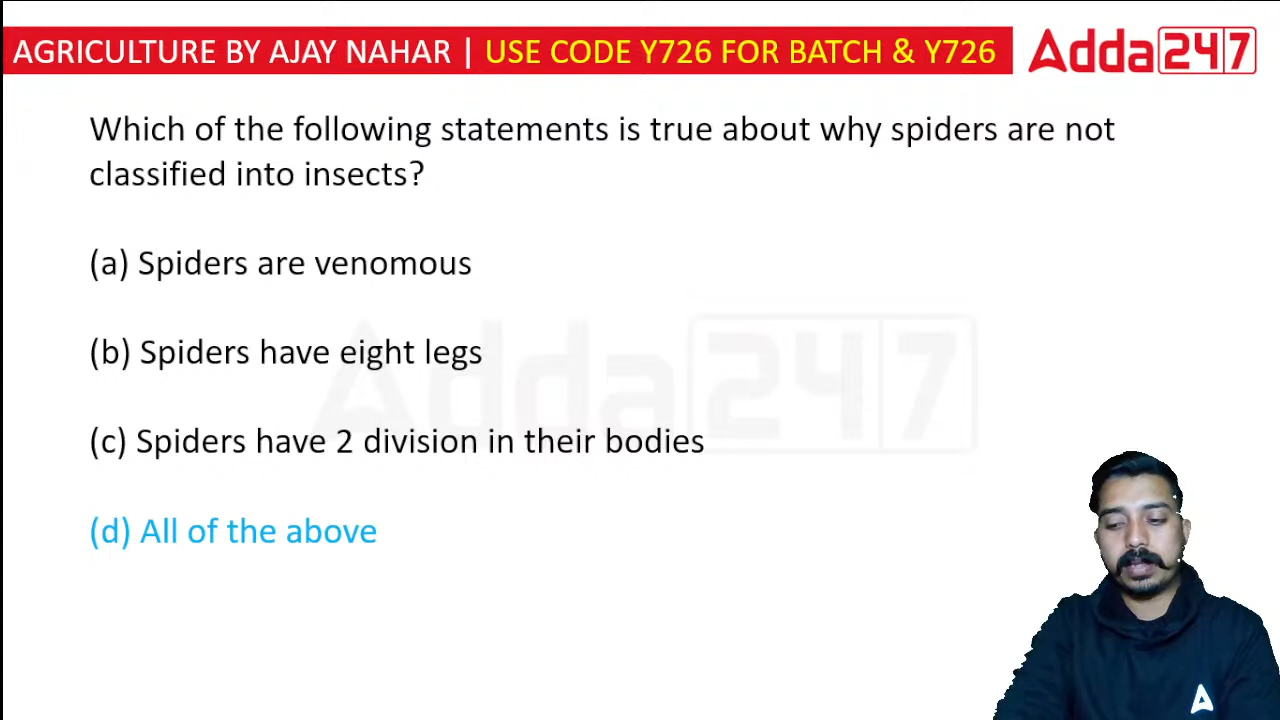 AGRICULTURE BY AJAY NAHAR | USE CODE Y726 FOR BATCH & Y726
Adda247
Which of the following statements is true about why spiders are not
classified into insects?
(a) Spiders are venomous
(b) Spiders have eight legs
(c) Spiders have 2 division in their bodies
(d) All of the above
Adda247